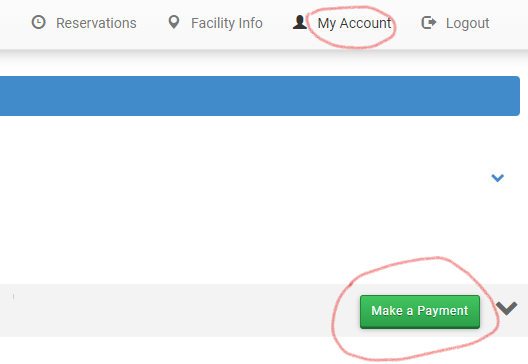 Reservations Facility Info My Account Logout
Make a Payment